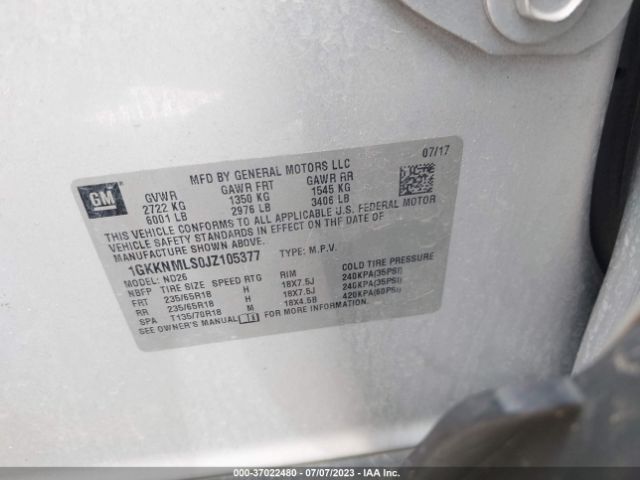 GM
MFD BY GENERAL MOTORS LLC 07/17
GVWR GAWR FRT GAWR RR
2722 KG 1350 KG 1545 KG
6001 LB 2976 LB 3406 LB
THIS VEHICLE CONFORMS TO ALL APPLICABLE U.S. FEDERAL MOTOR
VEHICLE SAFETY STANDARDS IN EFFECT ON THE DATE OF
MANUFACTURE SHOWN ABOVE.
1GKKNMLS0JZ105377 TYPE: M.P.V.
MODEL: ND26
NBFP TIRE SIZE SPEED RTG RIM COLD TIRE PRESSURE
FRT 235/65R18 H 18X7.5J 240KPA(35PSI)
RR 235/65R18 H 18X7.5J 240KPA(35PSI)
SPA T135/70R18 M 18X4.5B 420KPA(60PSI)
SEE OWNER'S MANUAL FOR MORE INFORMATION.
000-37022480 - 07/07/2023 - IAA Inc.